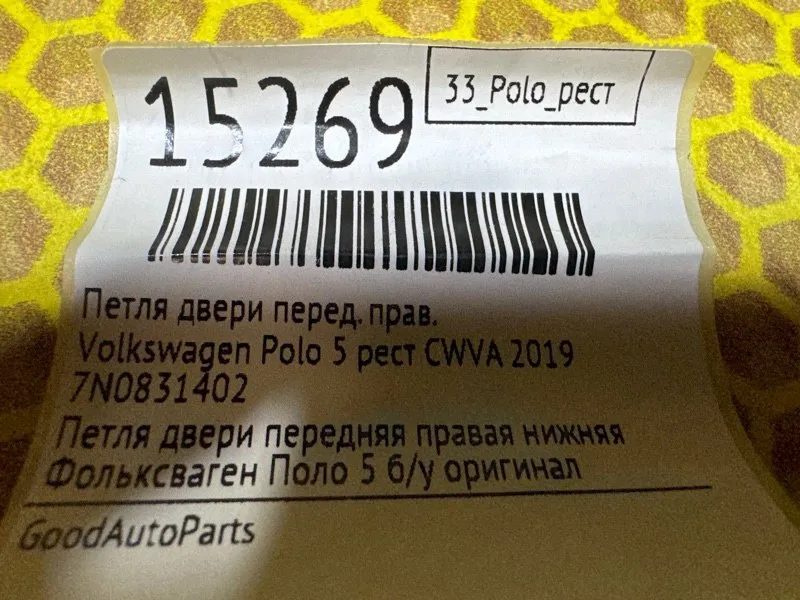 15269
33_Polo_рест
Петля двери перед. прав.
Volkswagen Polo 5 рест CWVA 2019
7N0831402
Петля двери передняя правая нижняя
Фольксваген Поло 5 б/у оригинал
GoodAutoParts